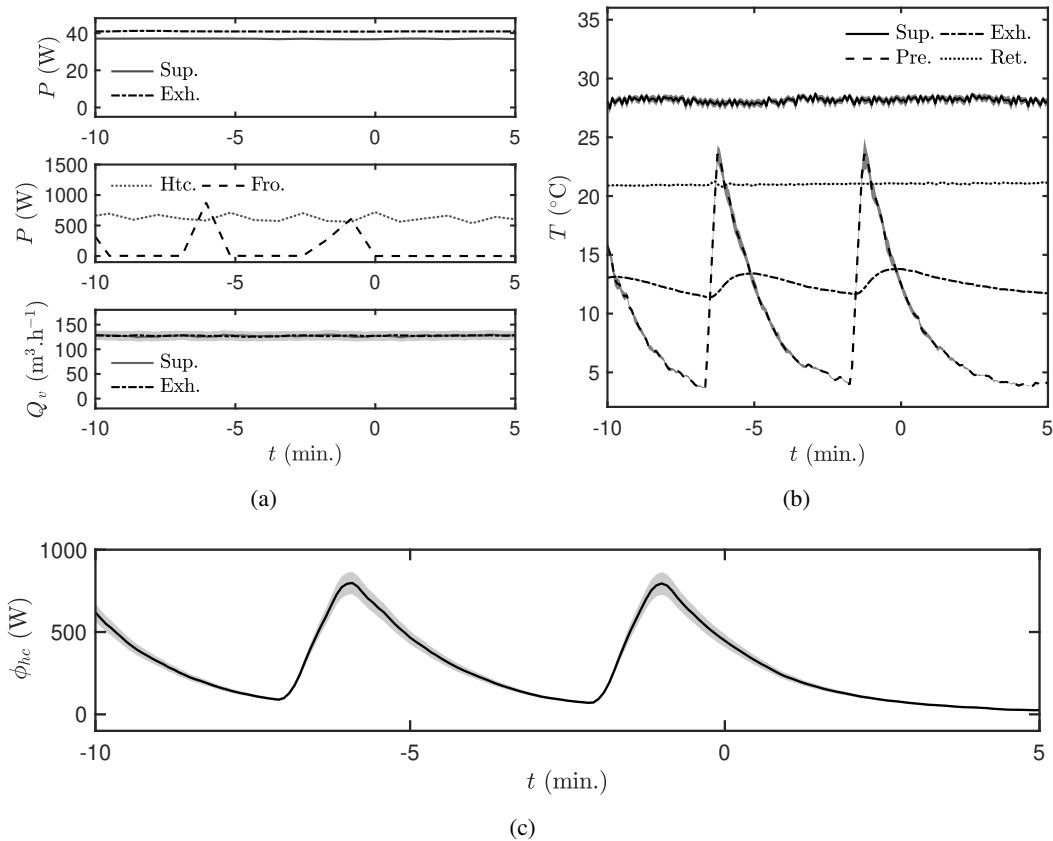 40
20
0
P (W)
Sup.
Exh.
-10 -5 0 5
1500
1000
500
0
P (W)
Htc. Fro.
-10 -5 0 5
150
100
50
0
Q_v (m³.h⁻¹)
Sup.
Exh.
-10 -5 0 5
t (min.)
(a)
35
30
25
20
15
10
5
T (°C)
Sup. Exh.
Pre. Ret.
-10 -5 0 5
t (min.)
(b)
1000
500
0
ϕ_hc (W)
-10 -5 0 5
t (min.)
(c)